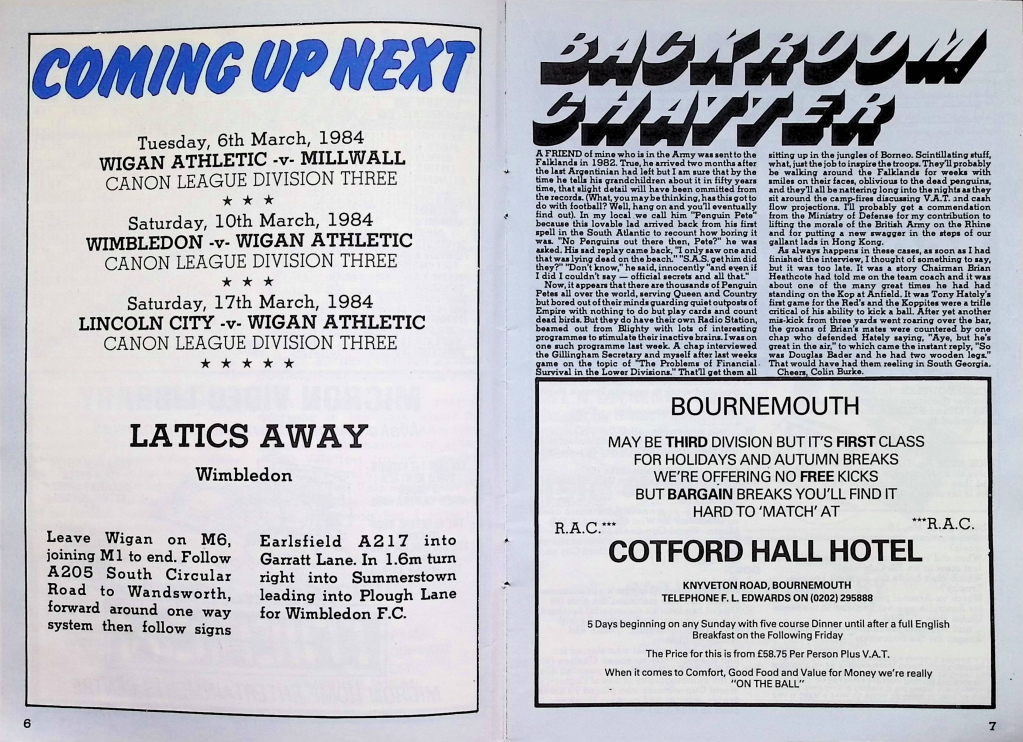 COMING UP NEXT
Tuesday, 6th March, 1984
WIGAN ATHLETIC -v- MILLWALL
CANON LEAGUE DIVISION THREE
★ ★ ★
Saturday, 10th March, 1984
WIMBLEDON -v- WIGAN ATHLETIC
CANON LEAGUE DIVISION THREE
★ ★ ★
Saturday, 17th March, 1984
LINCOLN CITY -v- WIGAN ATHLETIC
CANON LEAGUE DIVISION THREE
★ ★ ★ ★ ★
LATICS AWAY
Wimbledon
Leave Wigan on M6,
joining M1 to end. Follow
A205 South Circular
Road to Wandsworth,
forward around one way
system then follow signs
Earlsfield A217 into
Garratt Lane. In 1.6m turn
right into Summerstown
leading into Plough Lane
for Wimbledon F.C.
6
BACKROOM
CHATTER
A FRIEND of mine who is in the Army was sent to the
Falklands in 1982. True, he arrived two months after
the last Argentinian had left but I am sure that by the
time he tells his grandchildren about it in fifty years
time, that slight detail will have been ommitted from
the records. (What, you may be thinking, has this got to
do with football? Well, hang on and you'll eventually
find out). In my local we call him "Penguin Pete"
because this lovable lad arrived back from his first
spell in the South Atlantic to recount how boring it
was. "No Penguins out there then, Pete?" he was
asked. His sad replay came back, "I only saw one and
that was lying dead on the beach." "S.A.S. get him did
they?" "Don't know," he said, innocently "and even if
I did I couldn't say — official secrets and all that."
Now, it appears that there are thousands of Penguin
Petes all over the world, serving Queen and Country
but bored out of their minds guarding quiet outposts of
Empire with nothing to do but play cards and count
dead birds. But they do have their own Radio Station,
beamed out from Blighty with lots of interesting
programmes to stimulate their inactive brains. I was on
one such programme last week. A chap interviewed
the Gillingham Secretary and myself after last weeks
game on the topic of "The Problems of Financial
Survival in the Lower Divisions." That'll get them all
sitting up in the jungles of Borneo. Scintillating stuff,
what, just the job to inspire the troops. They'll probably
be walking around the Falklands for weeks with
smiles on their faces, oblivious to the dead penguins,
and they'll all be nattering long into the nights as they
sit around the camp-fires discussing V.A.T. and cash
flow projections. I'll probably get a commendation
from the Ministry of Defense for my contribution to
lifting the morale of the British Army on the Rhine
and for putting a new swagger in the steps of our
gallant lads in Hong Kong.
As always happens in these cases, as soon as I had
finished the interview, I thought of something to say,
but it was too late. It was a story Chairman Brian
Heathcote had told me on the team coach and it was
about one of the many great times he had had
standing on the Kop at Anfield. It was Tony Hately's
first game for the Red's and the Koppites were a trifle
critical of his ability to kick a ball. After yet another
mis-kick from three yards went roaring over the bar,
the groans of Brian's mates were countered by one
chap who defended Hately saying, "Aye, but he's
great in the air," to which came the instant reply, "So
was Douglas Bader and he had two wooden legs."
That would have had them reeling in South Georgia.
Cheers, Colin Burke.
BOURNEMOUTH
MAY BE THIRD DIVISION BUT IT'S FIRST CLASS
FOR HOLIDAYS AND AUTUMN BREAKS
WE'RE OFFERING NO FREE KICKS
BUT BARGAIN BREAKS YOU'LL FIND IT
HARD TO 'MATCH' AT
R.A.C.*** ***R.A.C.
COTFORD HALL HOTEL
KNYVETON ROAD, BOURNEMOUTH
TELEPHONE F. L. EDWARDS ON (0202) 295888
5 Days beginning on any Sunday with five course Dinner until after a full English
Breakfast on the Following Friday
The Price for this is from £58.75 Per Person Plus V.A.T.
When it comes to Comfort, Good Food and Value for Money we're really
"ON THE BALL"
7